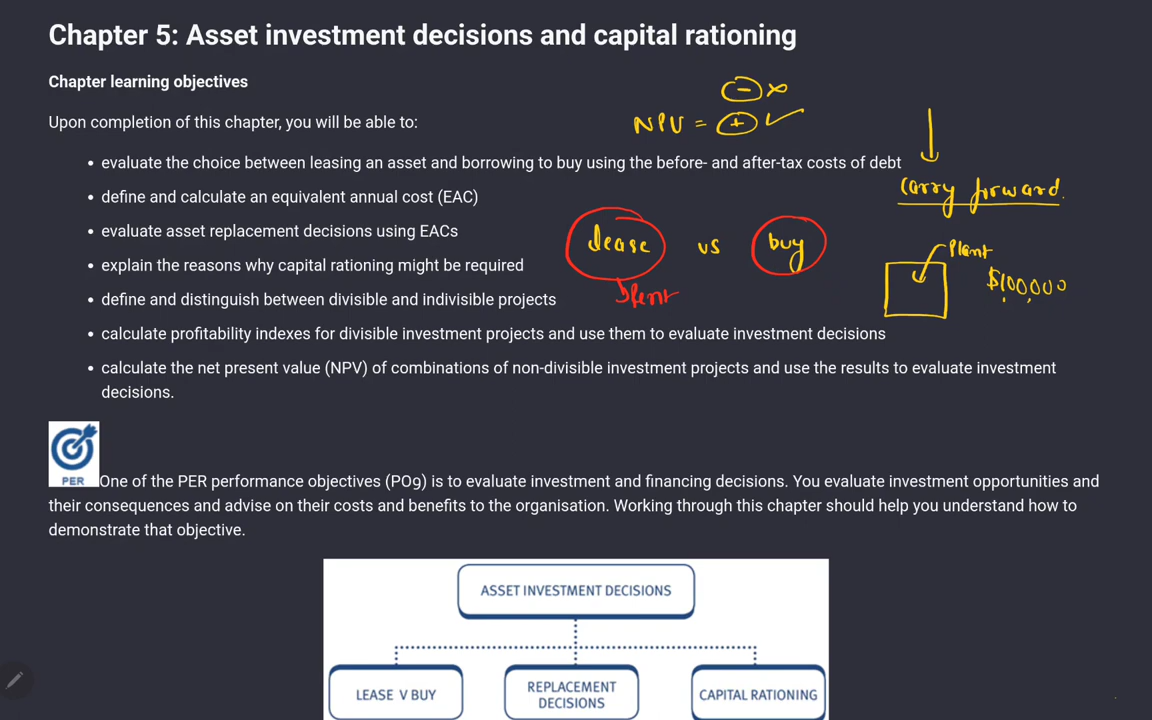 Chapter 5: Asset investment decisions and capital rationing
Chapter learning objectives
Upon completion of this chapter, you will be able to:
- ×
NPV = + ✓
• evaluate the choice between leasing an asset and borrowing to buy using the before- and after-tax costs of debt
carry forward
• define and calculate an equivalent annual cost (EAC)
• evaluate asset replacement decisions using EACs
lease vs buy
Plant
$100,000
• explain the reasons why capital rationing might be required
• define and distinguish between divisible and indivisible projects
• calculate profitability indexes for divisible investment projects and use them to evaluate investment decisions
• calculate the net present value (NPV) of combinations of non-divisible investment projects and use the results to evaluate investment
decisions.
PER
One of the PER performance objectives (PO9) is to evaluate investment and financing decisions. You evaluate investment opportunities and
their consequences and advise on their costs and benefits to the organisation. Working through this chapter should help you understand how to
demonstrate that objective.
ASSET INVESTMENT DECISIONS
LEASE V BUY
REPLACEMENT
DECISIONS
CAPITAL RATIONING